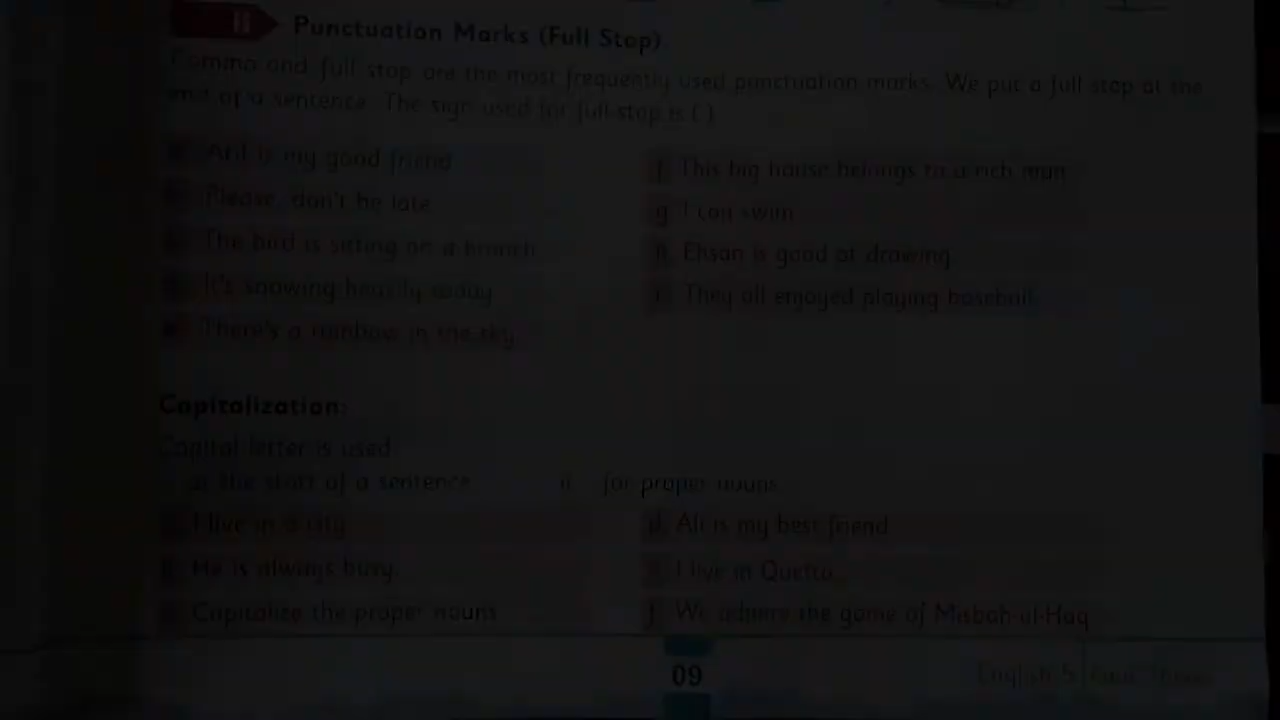 II Punctuation Marks (Full Stop)
Comma and full stop are the most frequently used punctuation marks. We put a full stop at the
end of a sentence. The sign used for full-stop is ( )
Atif is my good friend
Please, don't be late
The bird is sitting on a branch
It's snowing heavily today
There's a rainbow in the sky
f. This big house belongs to a rich man
g. I can swim
h. Ehsan is good at drawing
They all enjoyed playing baseball
Capitalization:
Capital letter is used
at the start of a sentence
for proper nouns
I live in a city
He is always busy.
Capitalize the proper nouns
d. Ali is my best friend
I live in Quetta.
f. We admire the game of Misbah-ul-Haq
09
English 5